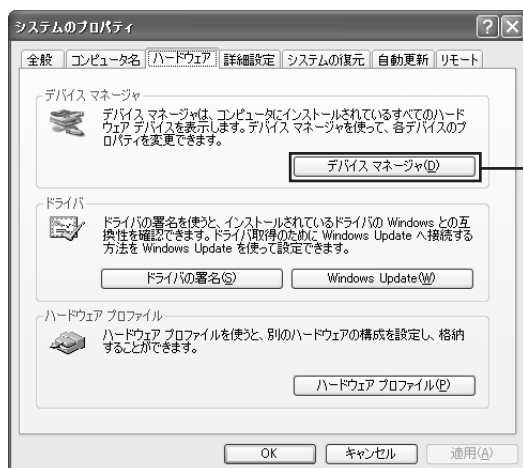 システムのプロパティ
全般 コンピュータ名 ハードウェア 詳細設定 システムの復元 自動更新 リモート
デバイス マネージャ
デバイス マネージャは、コンピュータにインストールされているすべてのハード
ウェア デバイスを表示します。デバイス マネージャを使って、各デバイスのプ
ロパティを変更できます。
デバイス マネージャ(D)
ドライバ
ドライバの署名を使うと、インストールされているドライバの Windows との互
換性を確認できます。ドライバ取得のために Windows Update へ接続する
方法を Windows Update を使って設定できます。
ドライバの署名(S) Windows Update(W)
ハードウェア プロファイル
ハードウェア プロファイルを使うと、別のハードウェアの構成を設定し、格納
することができます。
ハードウェア プロファイル(P)
OK キャンセル 適用(A)